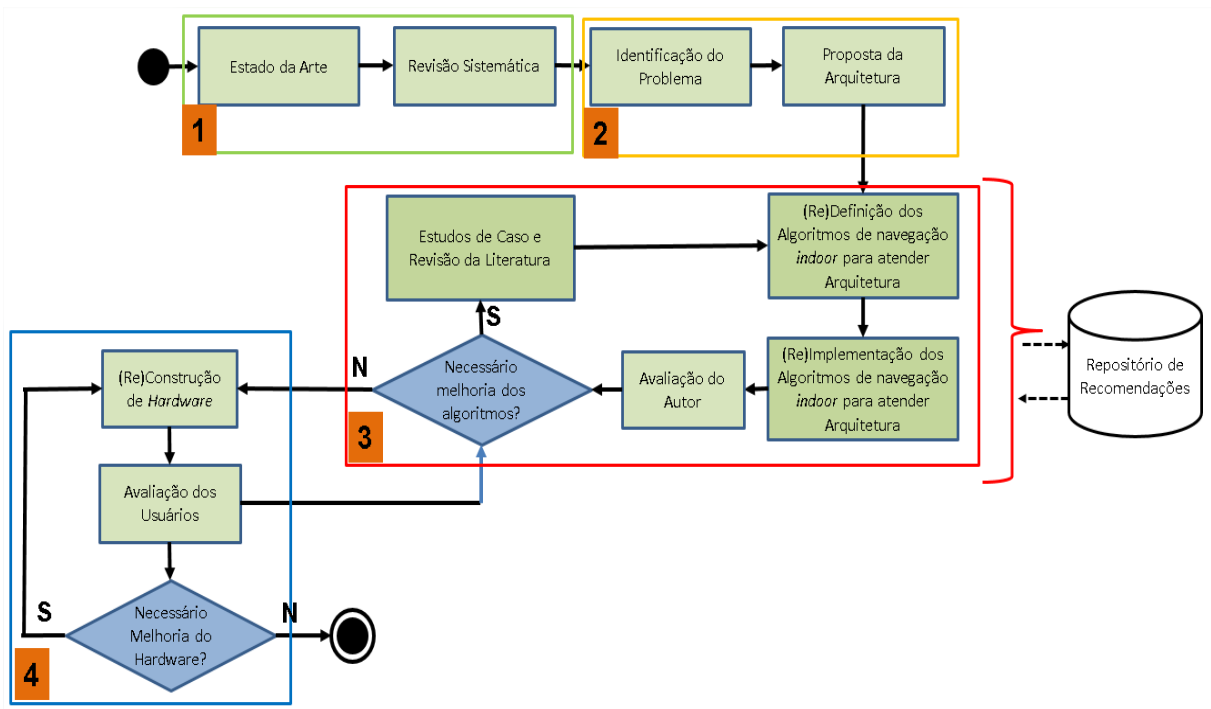 Estado da Arte
Revisão Sistemática
1
Identificação do
Problema
Proposta da
Arquitetura
2
Estudos de Caso e
Revisão da Literatura
(Re)Definição dos
Algoritmos de navegação
indoor para atender
Arquitetura
(Re)Implementação dos
Algoritmos de navegação
indoor para atender
Arquitetura
Avaliação do
Autor
Necessário
melhoria dos
algoritmos?
S
N
3
Repositório de
Recomendações
(Re)Construção
de Hardware
Avaliação dos
Usuários
Necessário
Melhoria do
Hardware?
S
N
4